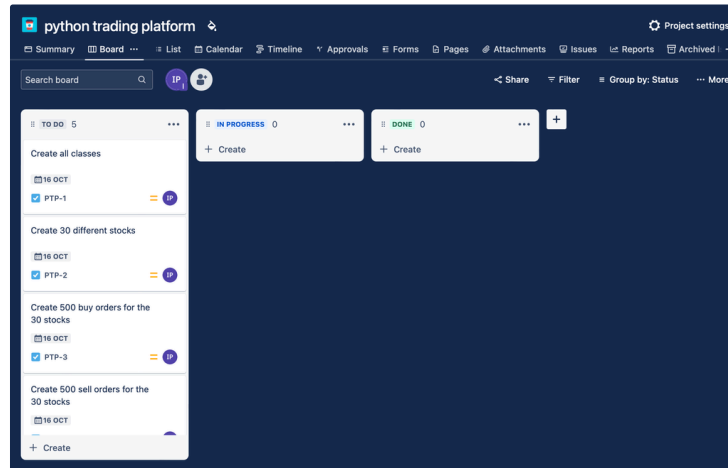 python trading platform
Project settings
Summary Board List Calendar Timeline Approvals Forms Pages Attachments Issues Reports Archived
Search board
IP
Share Filter Group by: Status More
TO DO 5
IN PROGRESS 0
DONE 0
Create
Create
Create all classes
16 OCT
PTP-1
IP
Create 30 different stocks
16 OCT
PTP-2
IP
Create 500 buy orders for the
30 stocks
16 OCT
PTP-3
IP
Create 500 sell orders for the
30 stocks
16 OCT
Create